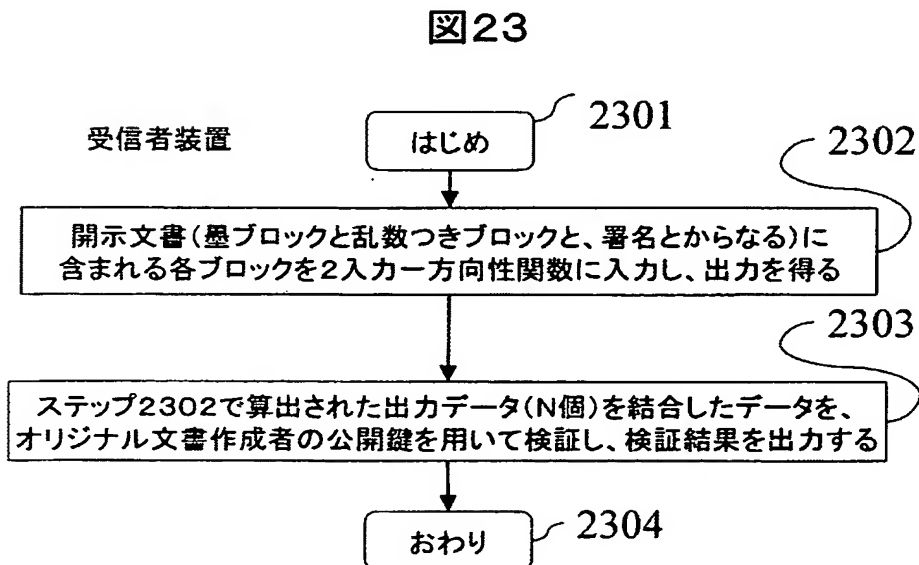 図23
受信者装置
はじめ
2301
2302
開示文書(墨ブロックと乱数つきブロックと、署名とからなる)に
含まれる各ブロックを2入力一方向性関数に入力し、出力を得る
2303
ステップ2302で算出された出力データ(N個)を結合したデータを、
オリジナル文書作成者の公開鍵を用いて検証し、検証結果を出力する
おわり
2304